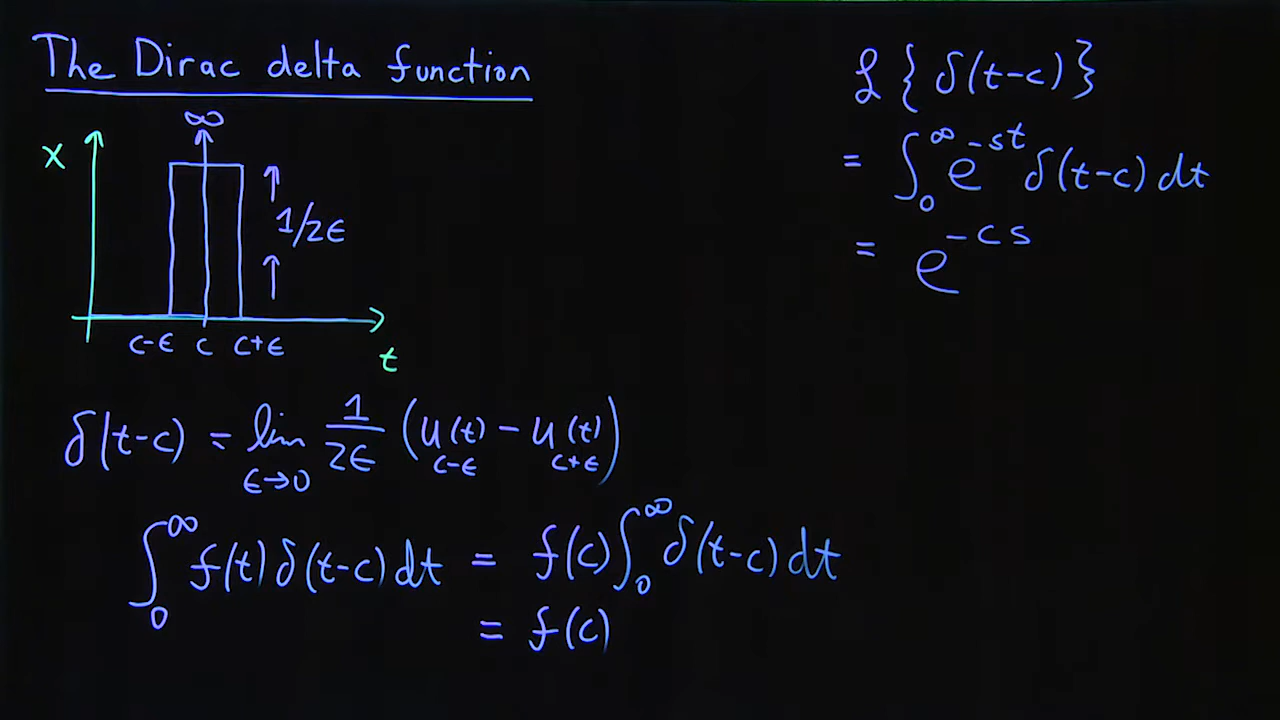 The Dirac delta function
∞
x
1/2ϵ
c-ϵ c c+ϵ
t
δ(t-c) = lim_{ϵ→0} 1/2ϵ (u_{c-ϵ}(t) - u_{c+ϵ}(t))
∫_0^∞ f(t) δ(t-c) dt = f(c) ∫_0^∞ δ(t-c) dt
= f(c)
ℒ { δ(t-c) }
= ∫_0^∞ e^{-st} δ(t-c) dt
= e^{-cs}